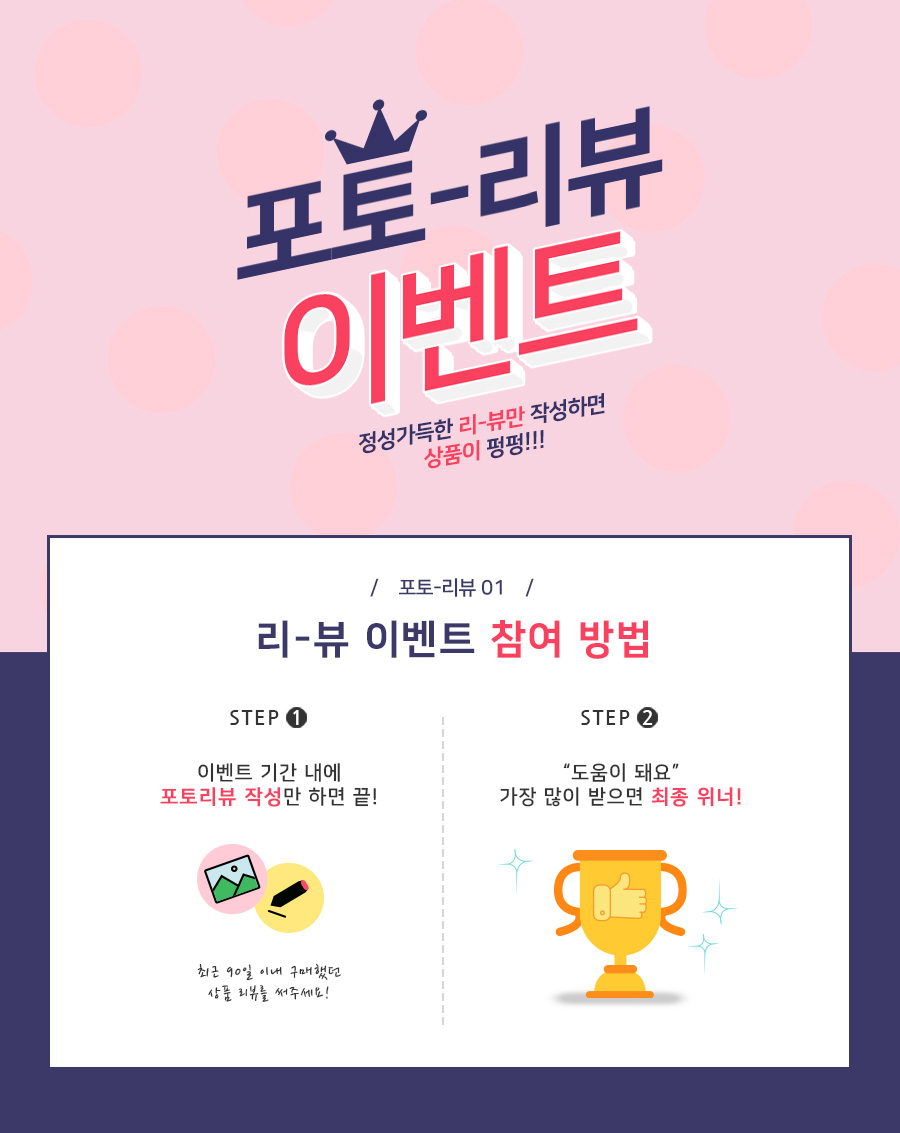 포토-리뷰
이벤트
정성가득한 리-뷰만 작성하면
상품이 펑펑!!!
/ 포토-리뷰 01 /
리-뷰 이벤트 참여 방법
STEP 1
이벤트 기간 내에
포토리뷰 작성만 하면 끝!
최근 90일 이내 구매했던
상품 리뷰를 써주세요!
STEP 2
“도움이 돼요”
가장 많이 받으면 최종 위너!